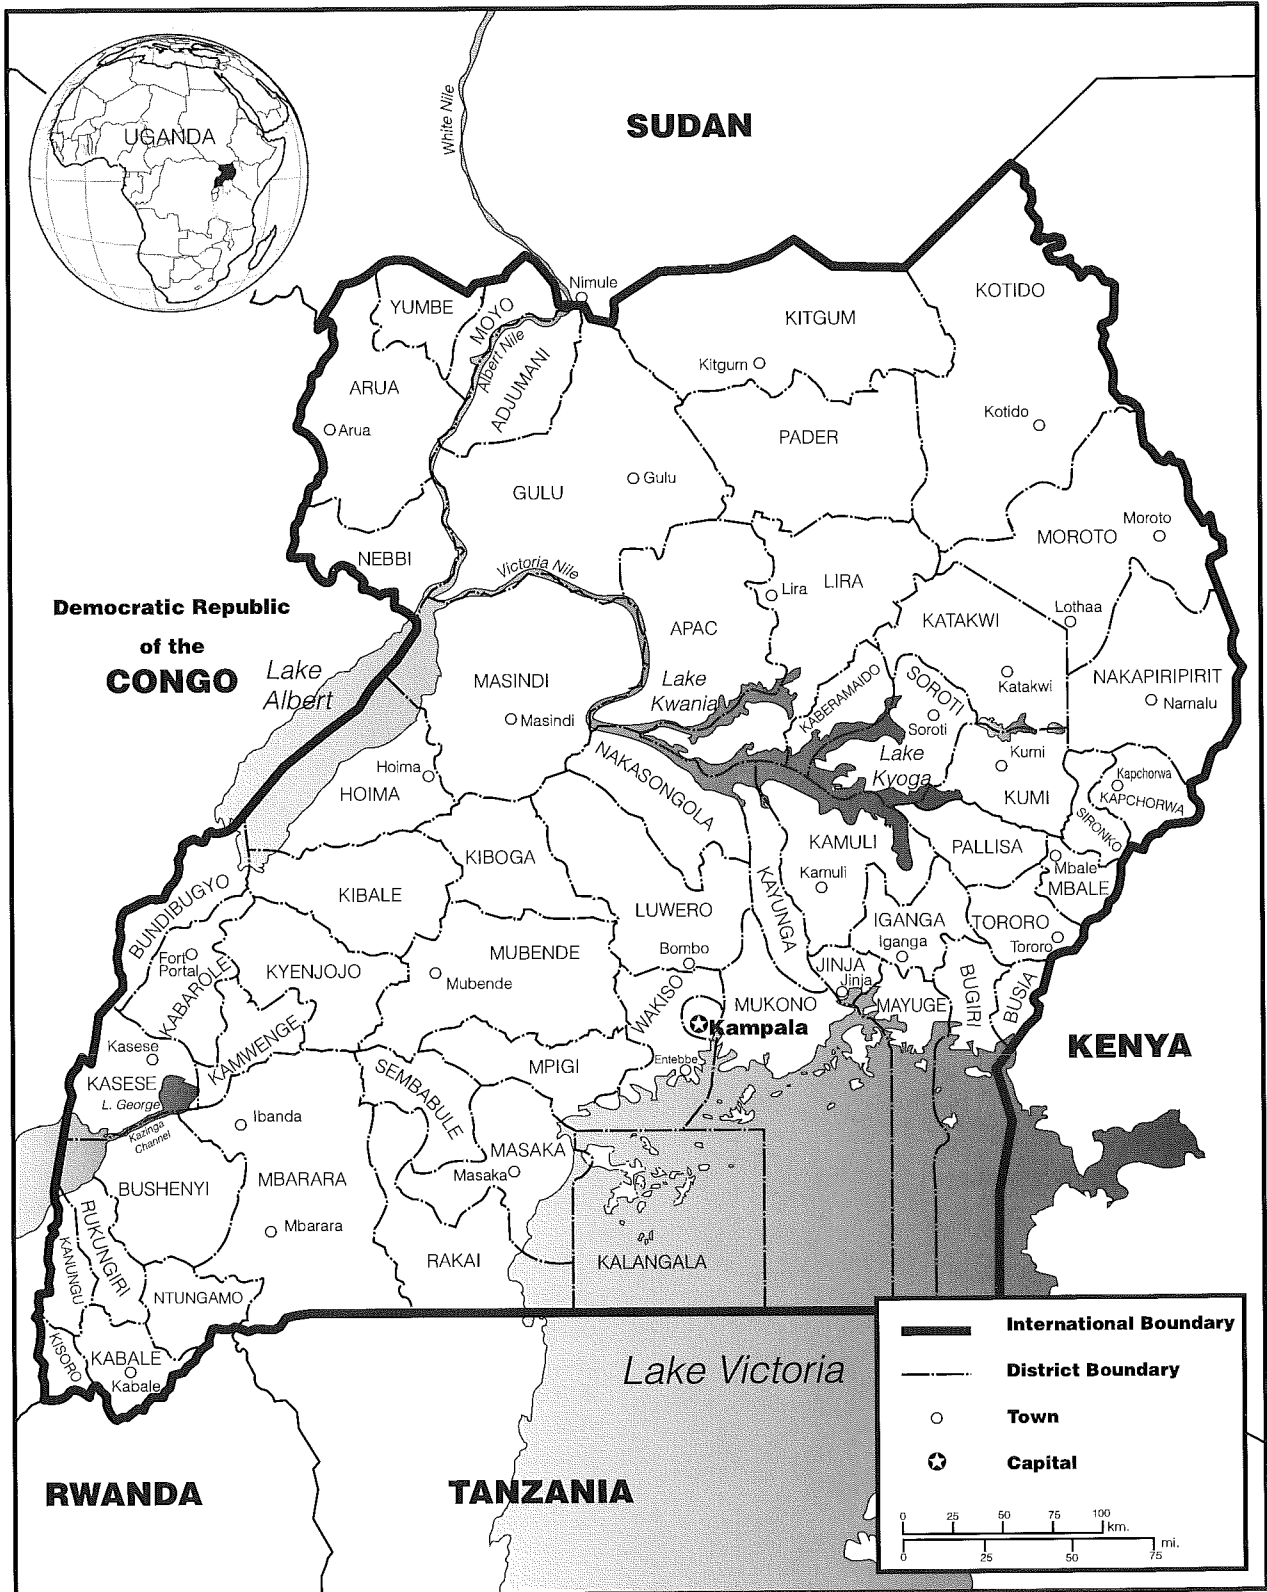 UGANDA
White Nile
SUDAN
Nimule
YUMBE
MOYO
Albert Nile
ADJUMANI
KITGUM
Kitgum
KOTIDO
Kotido
ARUA
Arua
PADER
GULU
Gulu
NEBBI
Victoria Nile
MOROTO
Moroto
LIRA
Lira
Lothaa
KATAKWI
Katakwi
APAC
NAKAPIRIPIRIT
Namalu
Democratic Republic
of the
CONGO
Lake
Albert
MASINDI
Masindi
Lake
Kwania
KABERAMAIDO
SOROTI
Soroti
Lake
Kyoga
Kumi
KUMI
Kapchorwa
KAPCHORWA
SIRONKO
Hoima
HOIMA
NAKASONGOLA
KAMULI
Kamuli
PALLISA
Mbale
MBALE
KIBOGA
KIBALE
LUWERO
Bombo
KAYUNGA
IGANGA
Iganga
TORORO
Tororo
BUNDIBUGYO
Fort
Portal
KABAROLE
KYENJOJO
MUBENDE
Mubende
WAKISO
MUKONO
JINJA
Jinja
MAYUGE
BUGIRI
BUSIA
Kampala
KENYA
Kasese
KASESE
KAMWENGE
L. George
Kazinga
Channel
SEMBABULE
MPIGI
Entebbe
Ibanda
MASAKA
Masaka
BUSHENYI
MBARARA
Mbarara
RUKUNGIRI
KANUNGU
RAKAI
KALANGALA
NTUNGAMO
KISORO
KABALE
Kabale
Lake Victoria
RWANDA
TANZANIA
International Boundary
District Boundary
Town
Capital
0 25 50 75 100
km.
mi.
0 25 50 75